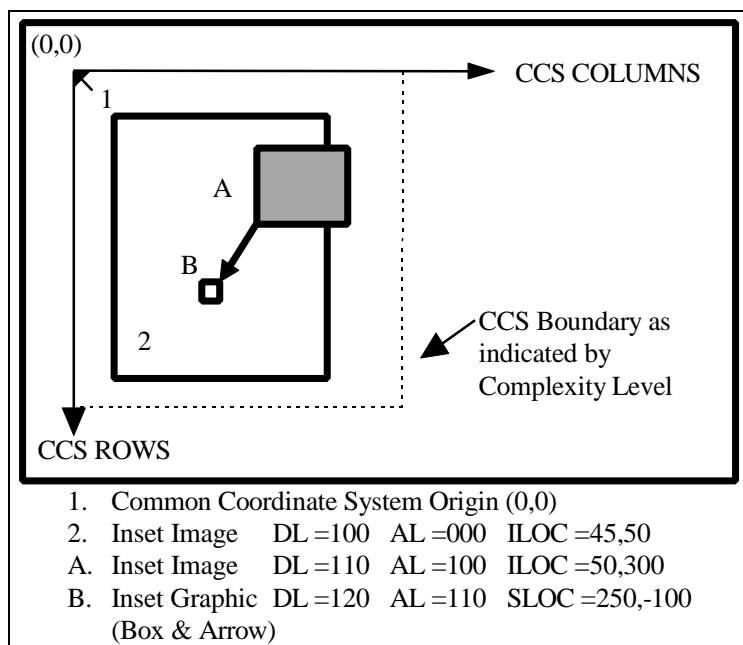 (0,0)
CCS COLUMNS
1
A
B
2
CCS Boundary as
indicated by
Complexity Level
CCS ROWS
1. Common Coordinate System Origin (0,0)
2. Inset Image DL =100 AL =000 ILOC =45,50
A. Inset Image DL =110 AL =100 ILOC =50,300
B. Inset Graphic DL =120 AL =110 SLOC =250,-100
(Box & Arrow)